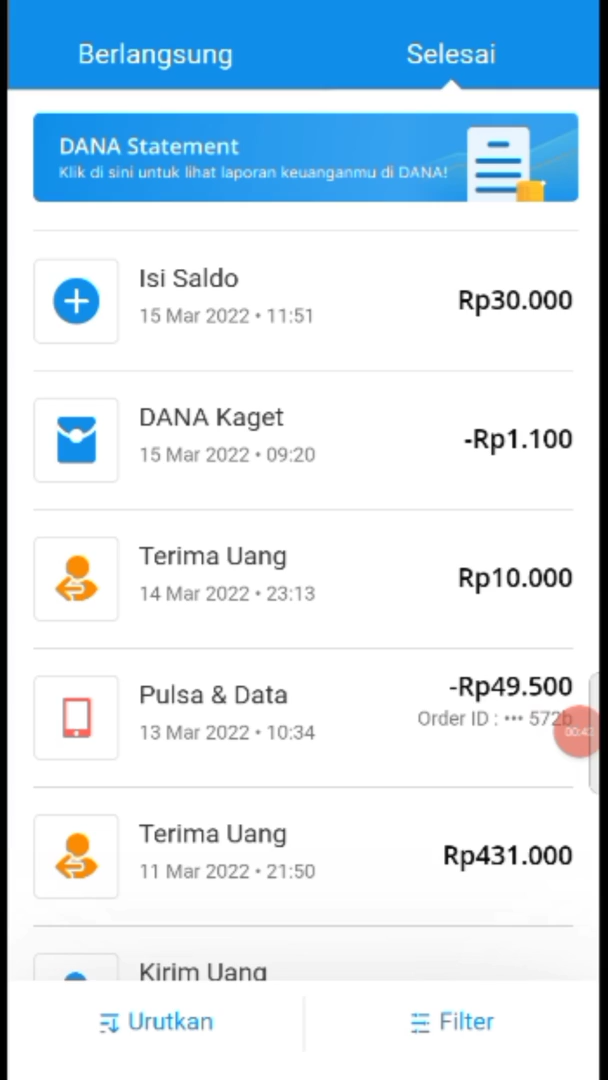 Berlangsung
Selesai
DANA Statement
Klik di sini untuk lihat laporan keuanganmu di DANA!
Isi Saldo
Rp30.000
15 Mar 2022 • 11:51
DANA Kaget
-Rp1.100
15 Mar 2022 • 09:20
Terima Uang
Rp10.000
14 Mar 2022 • 23:13
Pulsa & Data
-Rp49.500
13 Mar 2022 • 10:34
Order ID : ••• 572b
Terima Uang
Rp431.000
11 Mar 2022 • 21:50
Kirim Uang
Urutkan
Filter